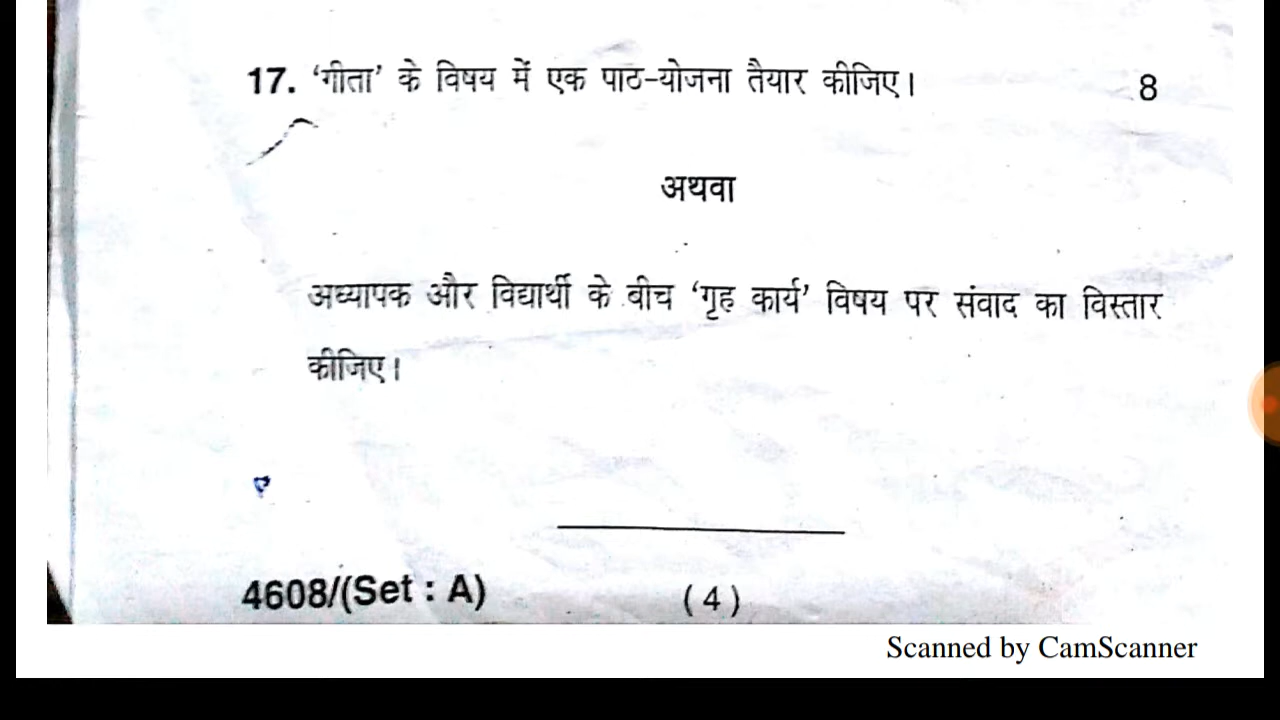 17. ‘गीता’ के विषय में एक पाठ-योजना तैयार कीजिए। 8
अथवा
अध्यापक और विद्यार्थी के बीच ‘गृह कार्य’ विषय पर संवाद का विस्तार
कीजिए।
4608/(Set : A) (4)
Scanned by CamScanner